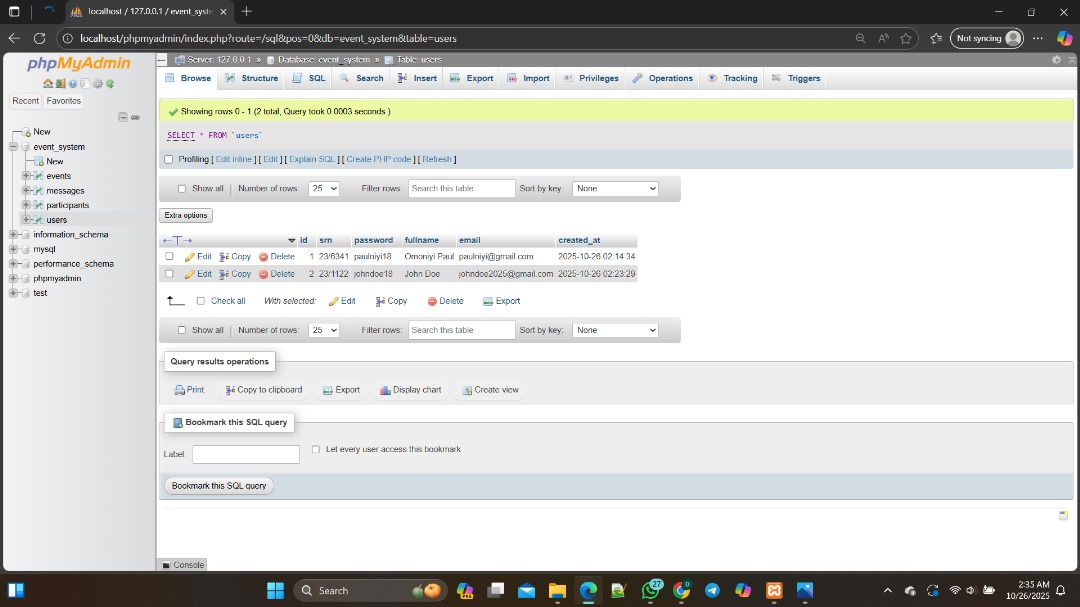 localhost / 127.0.0.1 / event_syste
localhost/phpmyadmin/index.php?route=/sql&pos=0&db=event_system&table=users
Not syncing
phpMyAdmin
Recent Favorites
New
event_system
New
events
messages
participants
users
information_schema
mysql
performance_schema
phpmyadmin
test
Server: 127.0.0.1 » Database: event_system » Table: users
Browse Structure SQL Search Insert Export Import Privileges Operations Tracking Triggers
Showing rows 0 - 1 (2 total, Query took 0.0003 seconds.)
SELECT * FROM `users`
Profiling [ Edit inline ] [ Edit ] [ Explain SQL ] [ Create PHP code ] [ Refresh ]
Show all Number of rows: 25 Filter rows: Search this table Sort by key: None
Extra options
id srn password fullname email created_at
Edit Copy Delete 1 23/6341 paulniyi18 Omoniyi Paul paulniyi@gmail.com 2025-10-26 02:14:34
Edit Copy Delete 2 23/1122 johndoe18 John Doe johndoe2025@gmail.com 2025-10-26 02:23:29
Check all With selected: Edit Copy Delete Export
Show all Number of rows: 25 Filter rows: Search this table Sort by key: None
Query results operations
Print Copy to clipboard Export Display chart Create view
Bookmark this SQL query
Label: Let every user access this bookmark
Bookmark this SQL query
Console
Search
27
2:35 AM
10/26/2025